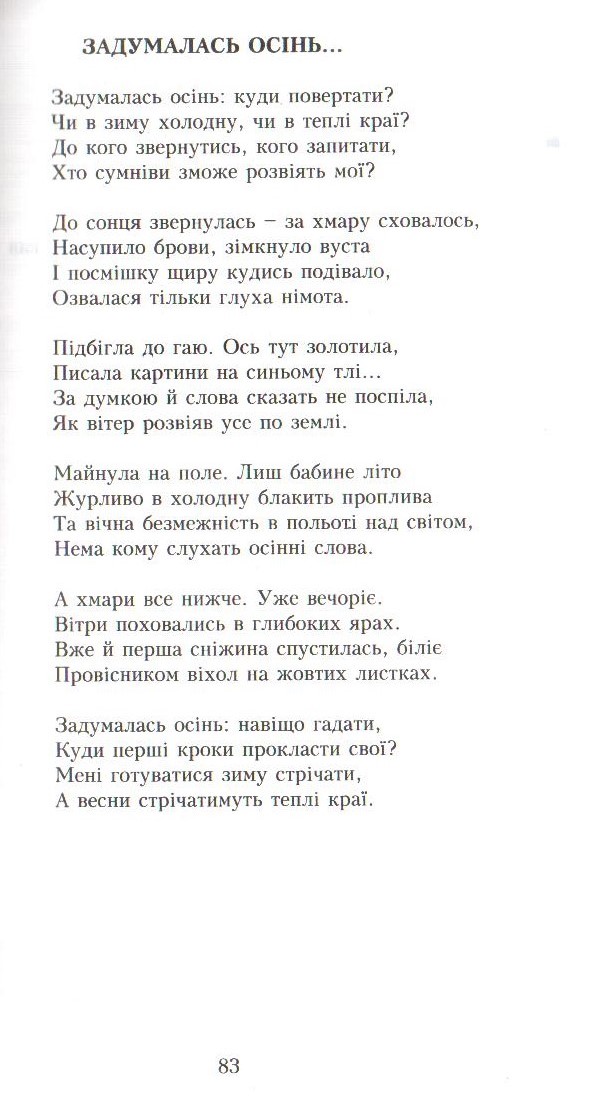 ЗАДУМАЛАСЬ ОСІНЬ...
Задумалась осінь: куди повертати?
Чи в зиму холодну, чи в теплі краї?
До кого звернутись, кого запитати,
Хто сумніви зможе розвіять мої?
До сонця звернулась – за хмару сховалось,
Насупило брови, зімкнуло вуста
І посмішку щиру кудись подівало,
Озвалася тільки глуха німота.
Підбігла до гаю. Ось тут золотила,
Писала картини на синьому тлі...
За думкою й слова сказать не поспіла,
Як вітер розвіяв усе по землі.
Майнула на поле. Лиш бабине літо
Журливо в холодну блакить проплива
Та вічна безмежність в польоті над світом,
Нема кому слухать осінні слова.
А хмари все нижче. Уже вечоріє.
Вітри поховались в глибоких ярах.
Вже й перша сніжина спустилась, біліє
Провісником віхол на жовтих листках.
Задумалась осінь: навіщо гадати,
Куди перші кроки прокласти свої?
Мені готуватися зиму стрічати,
А весни стрічатимуть теплі краї.
83